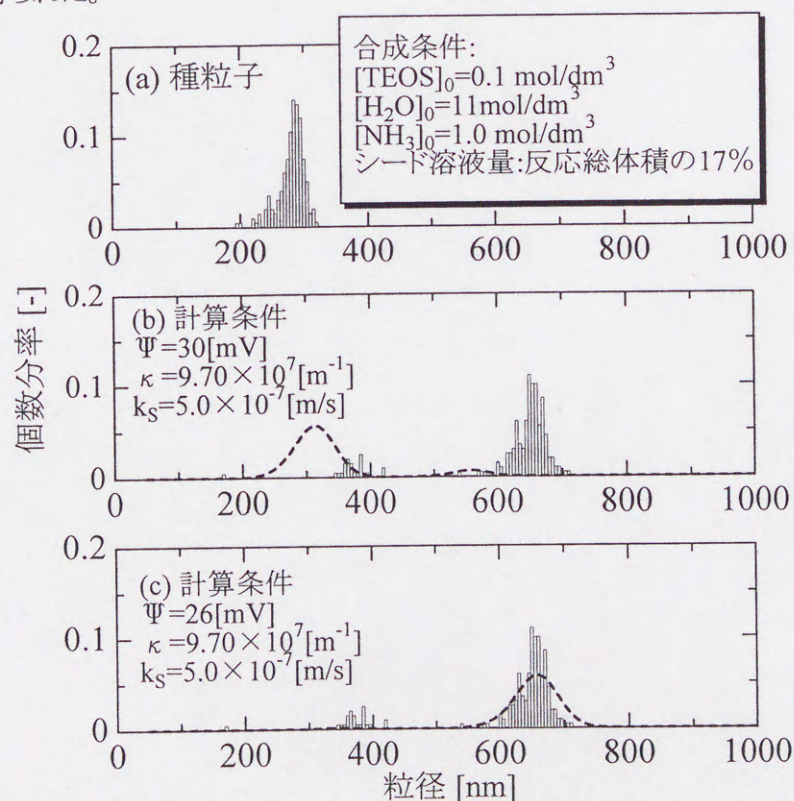 合成条件:
[TEOS]₀=0.1 mol/dm³
[H₂O]₀=11mol/dm³
[NH₃]₀=1.0 mol/dm³
シード溶液量:反応総体積の17%
(a) 種粒子
0.2
0.1
0
0 200 400 600 800 1000
(b) 計算条件
Ψ=30[mV]
κ=9.70×10⁷[m⁻¹]
k_S=5.0×10⁻⁷[m/s]
0.2
0.1
0
0 200 400 600 800 1000
(c) 計算条件
Ψ=26[mV]
κ=9.70×10⁷[m⁻¹]
k_S=5.0×10⁻⁷[m/s]
0.2
0.1
0
0 200 400 600 800 1000
個数分率 [-]
粒径 [nm]